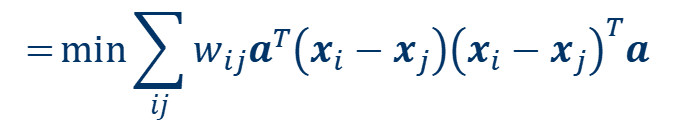 = min ∑_{ij} w_{ij} a^T (x_i − x_j)(x_i − x_j)^T a